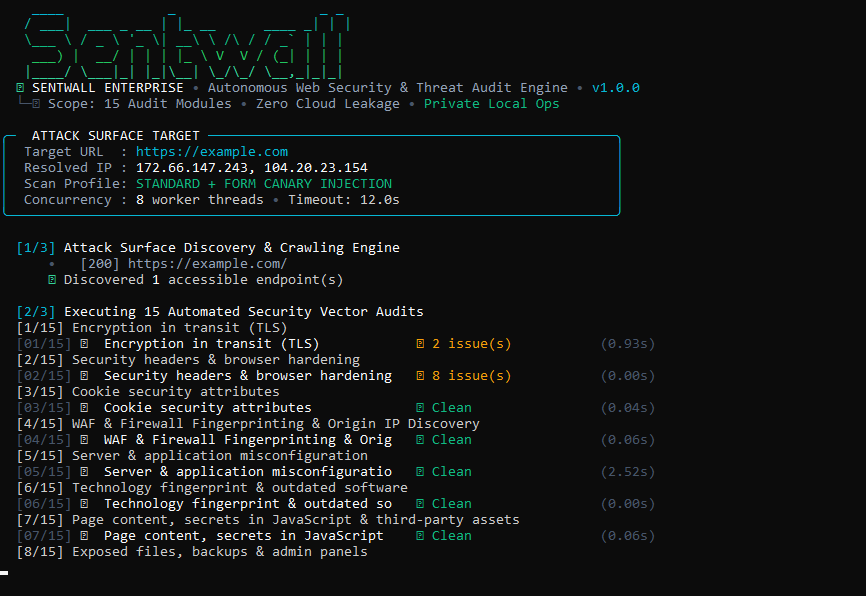 Sentwall
SENTWALL ENTERPRISE • Autonomous Web Security & Threat Audit Engine • v1.0.0
Scope: 15 Audit Modules • Zero Cloud Leakage • Private Local Ops
ATTACK SURFACE TARGET
Target URL : https://example.com
Resolved IP : 172.66.147.243, 104.20.23.154
Scan Profile: STANDARD + FORM CANARY INJECTION
Concurrency : 8 worker threads • Timeout: 12.0s
[1/3] Attack Surface Discovery & Crawling Engine
• [200] https://example.com/
Discovered 1 accessible endpoint(s)
[2/3] Executing 15 Automated Security Vector Audits
[1/15] Encryption in transit (TLS)
[01/15] Encryption in transit (TLS) 2 issue(s) (0.93s)
[2/15] Security headers & browser hardening
[02/15] Security headers & browser hardening 8 issue(s) (0.00s)
[3/15] Cookie security attributes
[03/15] Cookie security attributes Clean (0.04s)
[4/15] WAF & Firewall Fingerprinting & Origin IP Discovery
[04/15] WAF & Firewall Fingerprinting & Orig Clean (0.06s)
[5/15] Server & application misconfiguration
[05/15] Server & application misconfiguratio Clean (2.52s)
[6/15] Technology fingerprint & outdated software
[06/15] Technology fingerprint & outdated so Clean (0.00s)
[7/15] Page content, secrets in JavaScript & third-party assets
[07/15] Page content, secrets in JavaScript Clean (0.06s)
[8/15] Exposed files, backups & admin panels